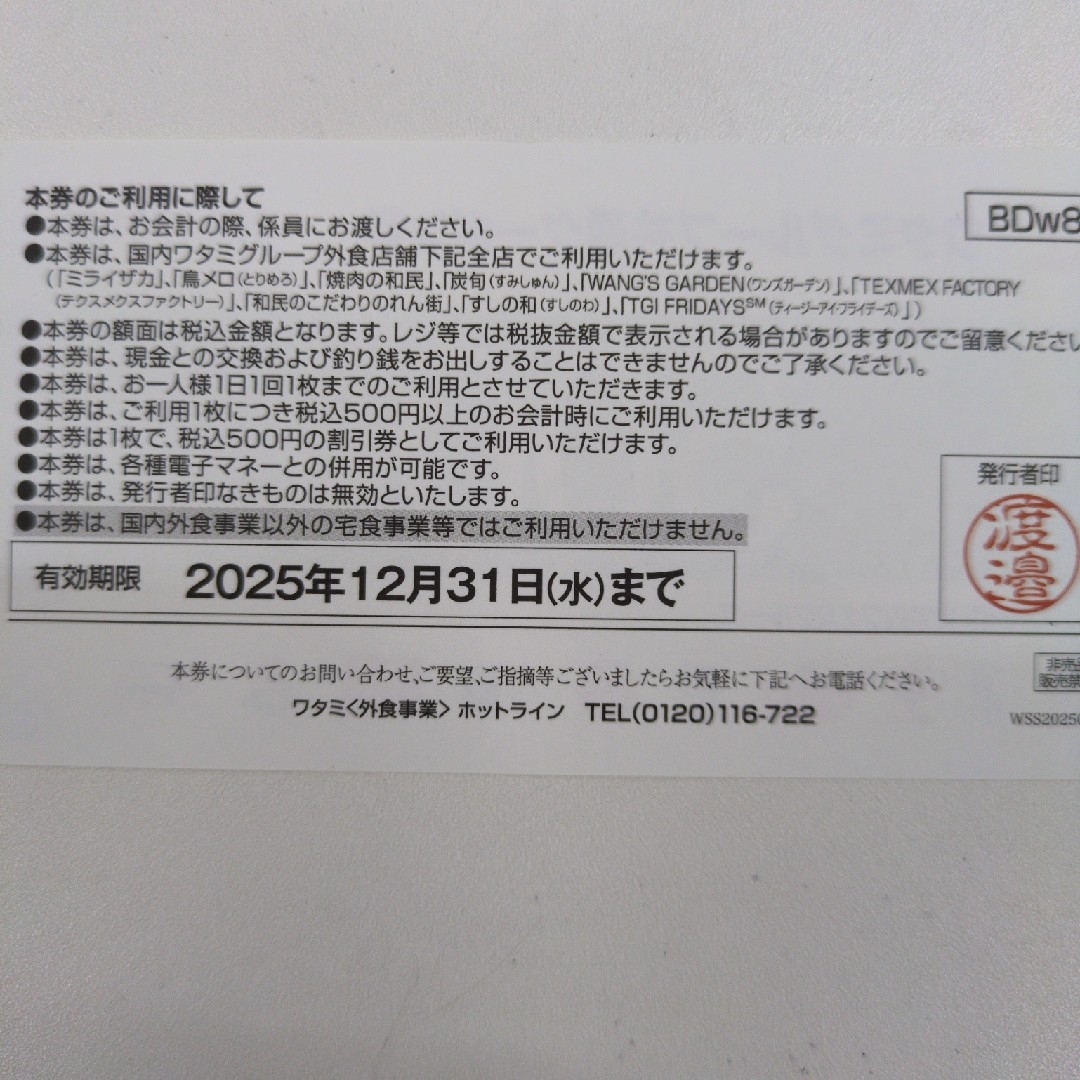 本券のご利用に際して
BDw8
●本券は、お会計の際、係員にお渡しください。
●本券は、国内ワタミグループ外食店舗下記全店でご利用いただけます。
(「ミライザカ」、「鳥メロ(とりめろ)」、「焼肉の和民」、「炭旬(すみしゅん)」、「WANG'S GARDEN(ワンズガーデン)」、「TEXMEX FACTORY
(テクスメクスファクトリー)」、「和民のこだわりのれん街」、「すしの和(すしのわ)」、「TGI FRIDAYS℠(ティージーアイ・フライデーズ)」)
●本券の額面は税込金額となります。レジ等では税抜金額で表示される場合がありますのでご留意ください
●本券は、現金との交換および釣り銭をお出しすることはできませんのでご了承ください。
●本券は、お一人様1日1回1枚までのご利用とさせていただきます。
●本券は、ご利用1枚につき税込500円以上のお会計時にご利用いただけます。
●本券は1枚で、税込500円の割引券としてご利用いただけます。
●本券は、各種電子マネーとの併用が可能です。
●本券は、発行者印なきものは無効といたします。
●本券は、国内外食事業以外の宅食事業等ではご利用いただけません。
発行者印
渡邉
有効期限 2025年12月31日(水)まで
本券についてのお問い合わせ、ご要望、ご指摘等ございましたらお気軽に下記へお電話ください。
ワタミ〈外食事業〉ホットライン TEL(0120)116-722
非売品
販売禁
WSS2025